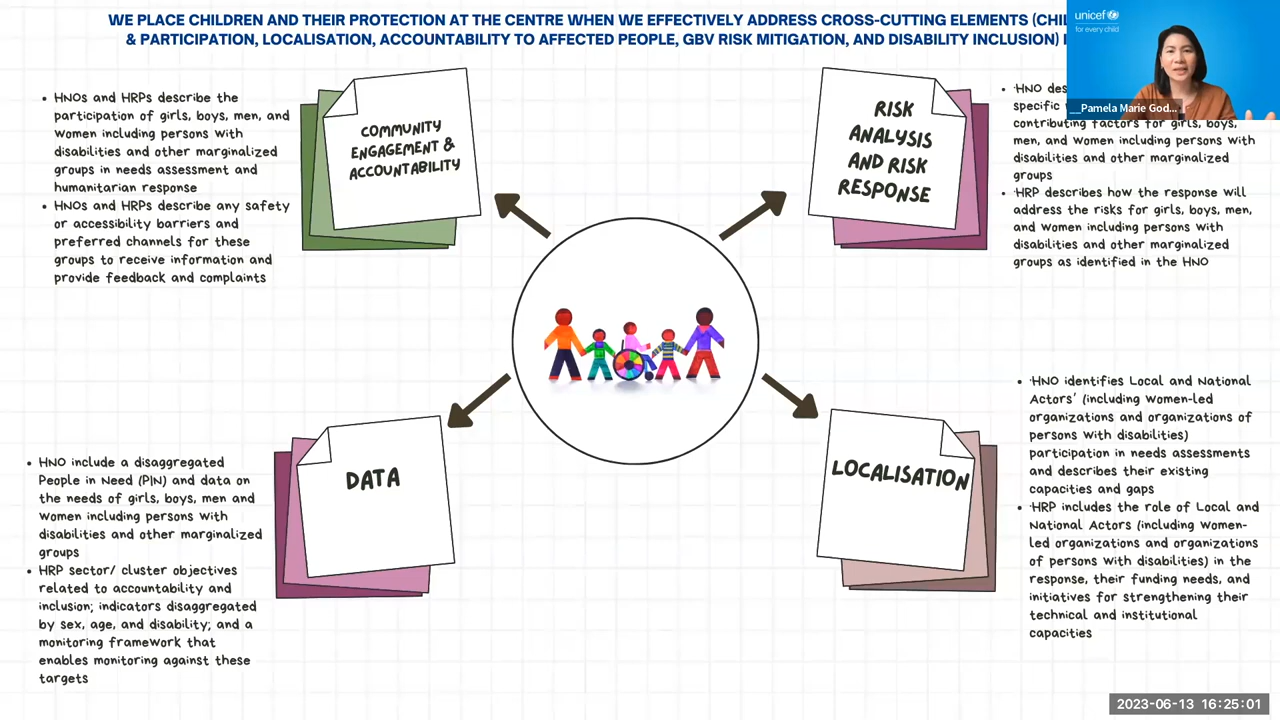 WE PLACE CHILDREN AND THEIR PROTECTION AT THE CENTRE WHEN WE EFFECTIVELY ADDRESS CROSS-CUTTING ELEMENTS
& PARTICIPATION, LOCALISATION, ACCOUNTABILITY TO AFFECTED PEOPLE, GBV RISK MITIGATION, AND DISABILITY INCLUSION)
unicef
for every child
__Pamela Marie God...
• HNOs and HRPs describe the
participation of girls, boys, men, and
women including persons with
disabilities and other marginalized
groups in needs assessment and
humanitarian response
• HNOs and HRPs describe any safety
or accessibility barriers and
preferred channels for these
groups to receive information and
provide feedback and complaints
COMMUNITY
ENGAGEMENT &
ACCOUNTABILITY
RISK
ANALYSIS
AND RISK
RESPONSE
• HNO
specific
contributing factors for girls, boys,
men, and women including persons with
disabilities and other marginalized
groups
• HRP describes how the response will
address the risks for girls, boys, men,
and women including persons with
disabilities and other marginalized
groups as identified in the HNO
• HNO include a disaggregated
People in Need (PIN) and data on
the needs of girls, boys, men and
women including persons with
disabilities and other marginalized
groups
• HRP sector/ cluster objectives
related to accountability and
inclusion; indicators disaggregated
by sex, age, and disability; and a
monitoring framework that
enables monitoring against these
targets
DATA
LOCALISATION
• HNO identifies Local and National
Actors' (including women-led
organizations and organizations of
persons with disabilities)
participation in needs assessments
and describes their existing
capacities and gaps
• HRP includes the role of Local and
National Actors (including women-
led organizations and organizations
of persons with disabilities) in the
response, their funding needs, and
initiatives for strengthening their
technical and institutional
capacities
2023-06-13 16:25:01